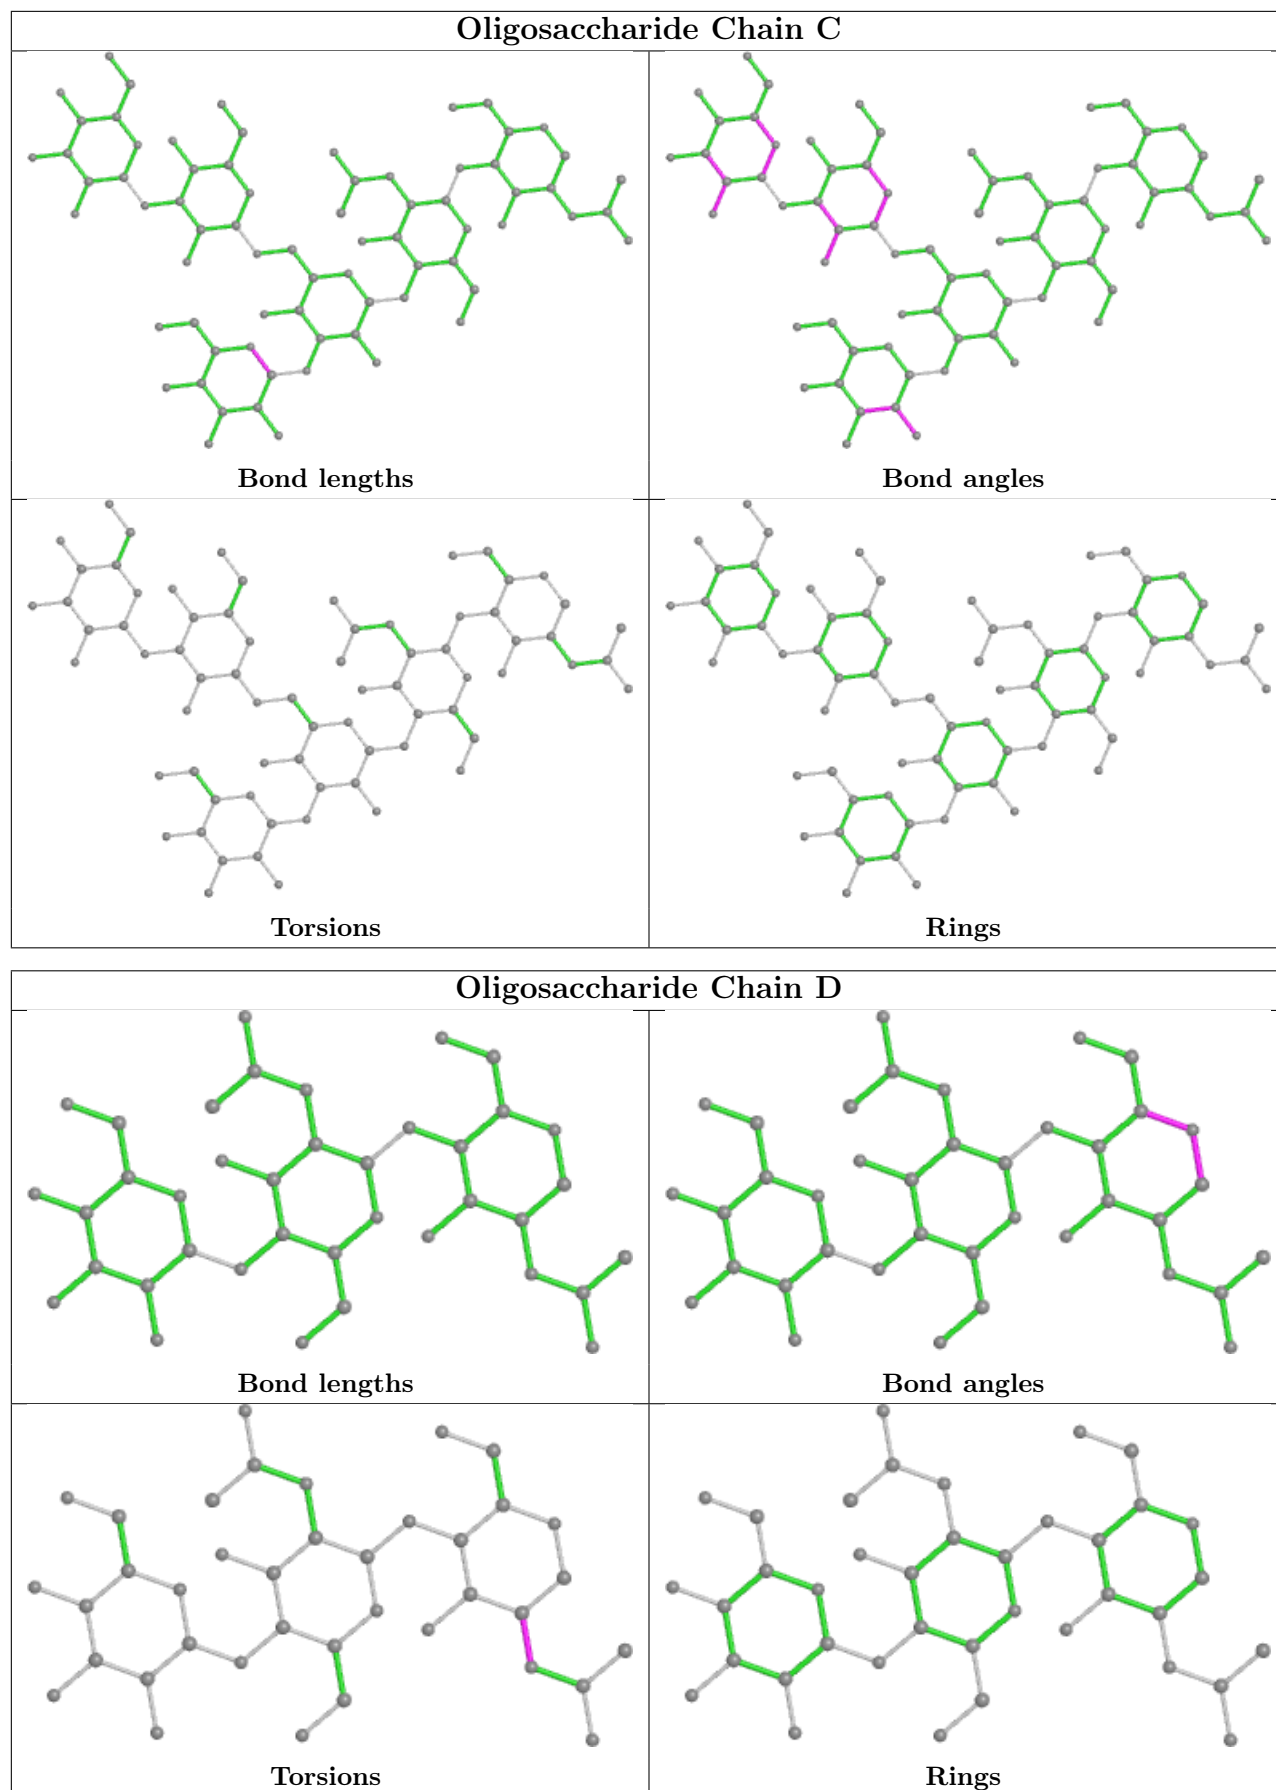 Oligosaccharide Chain C
Bond lengths
Bond angles
Torsions
Rings
Oligosaccharide Chain D
Bond lengths
Bond angles
Torsions
Rings